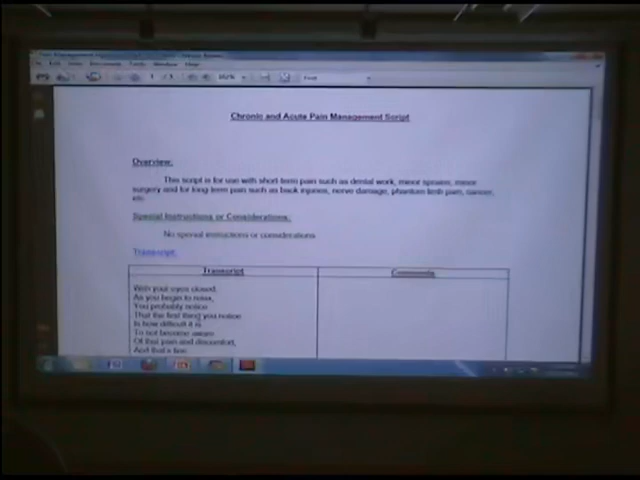 Chronic and Acute Pain Management Script
Overview:
This script is for use with short-term pain such as dental work, minor sprains, minor
surgery and for long-term pain such as back injuries, nerve damage, phantom limb pain, cancer,
etc.
Special Instructions or Considerations:
No special instructions or considerations
Transcript:
Transcript
Comments
With your eyes closed,
As you begin to relax,
You probably notice
That the first thing you notice
Is how difficult it is
To not become aware
Of that pain and discomfort,
And that's fine